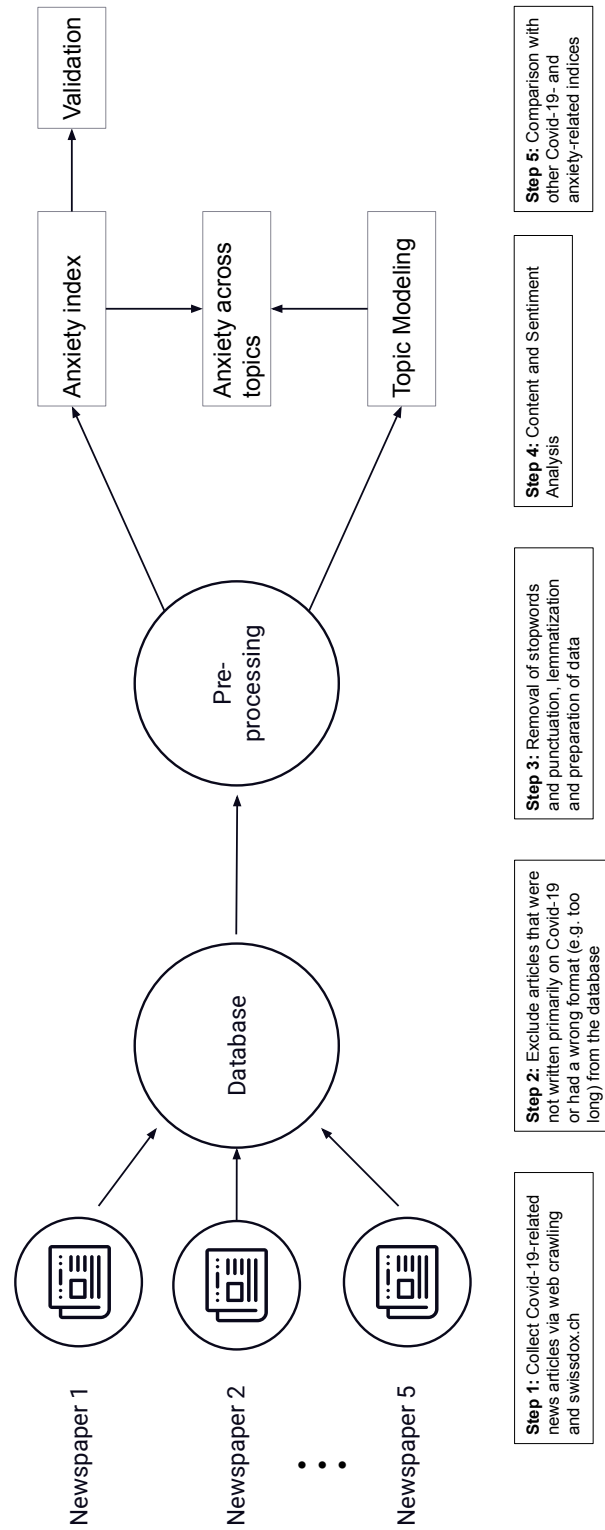 Newspaper 1
Newspaper 2
• • •
Newspaper 5
Database
Pre-
processing
Anxiety index
Anxiety across
topics
Topic Modeling
Validation
Step 1: Collect Covid-19-related
news articles via web crawling
and swissdox.ch
Step 2: Exclude articles that were
not written primarily on Covid-19
or had a wrong format (e.g. too
long) from the database
Step 3: Removal of stopwords
and punctuation, lemmatization
and preparation of data
Step 4: Content and Sentiment
Analysis
Step 5: Comparison with
other Covid-19- and
anxiety-related indices